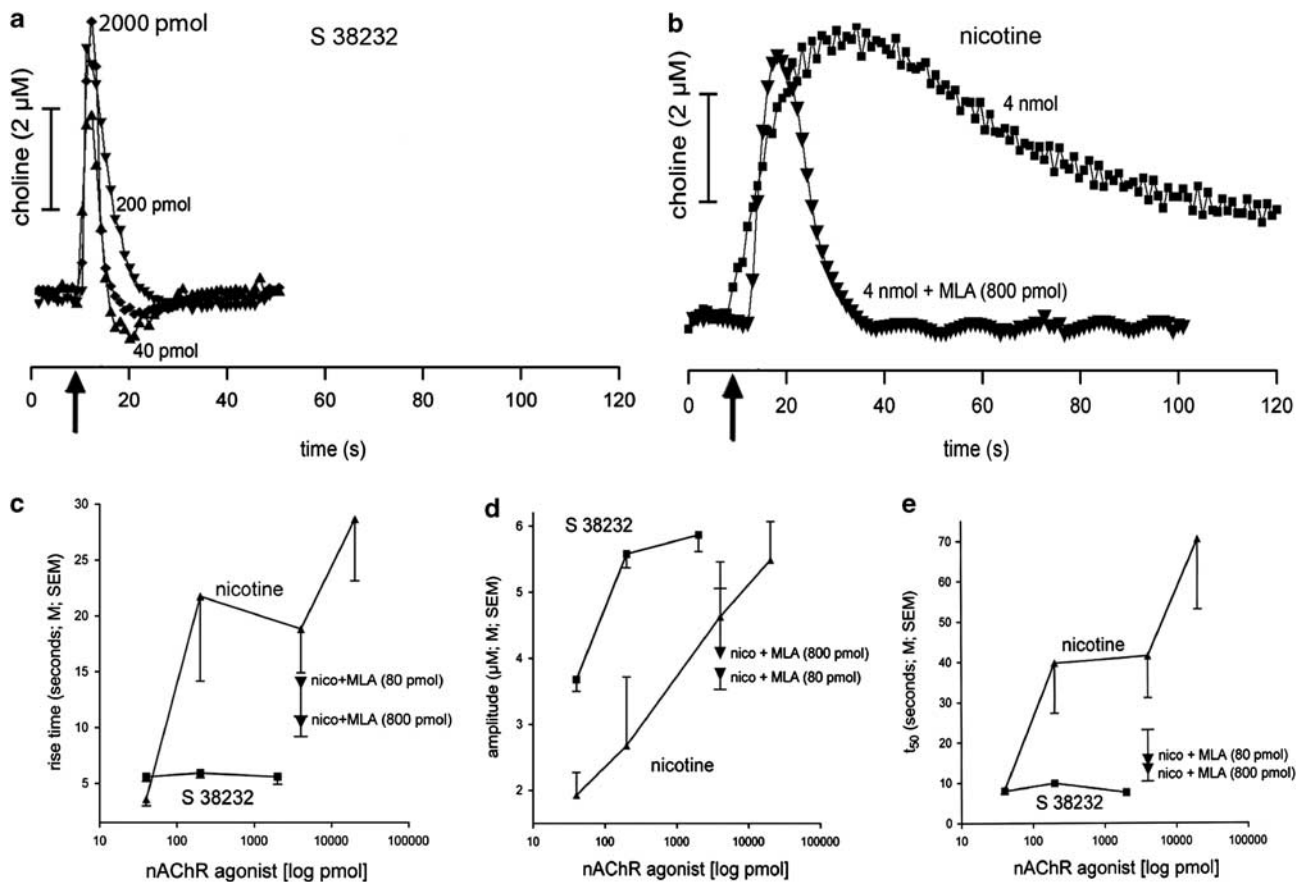 a
2000 pmol
S 38232
choline (2 µM)
200 pmol
40 pmol
0 20 40 60 80 100 120
time (s)
b
nicotine
choline (2 µM)
4 nmol
4 nmol + MLA (800 pmol)
0 20 40 60 80 100 120
time (s)
c
rise time (seconds; M; SEM)
30
25
20
15
10
5
nicotine
nico+MLA (80 pmol)
nico+MLA (800 pmol)
S 38232
10 100 1000 10000 100000
nAChR agonist [log pmol]
d
amplitude (µM; M; SEM)
6
5
4
3
2
S 38232
nico + MLA (800 pmol)
nico + MLA (80 pmol)
nicotine
10 100 1000 10000 100000
nAChR agonist [log pmol]
e
t50 (seconds; M; SEM)
70
60
50
40
30
20
10
0
nicotine
nico + MLA (80 pmol)
nico + MLA (800 pmol)
S 38232
10 100 1000 10000 100000
nAChR agonist [log pmol]